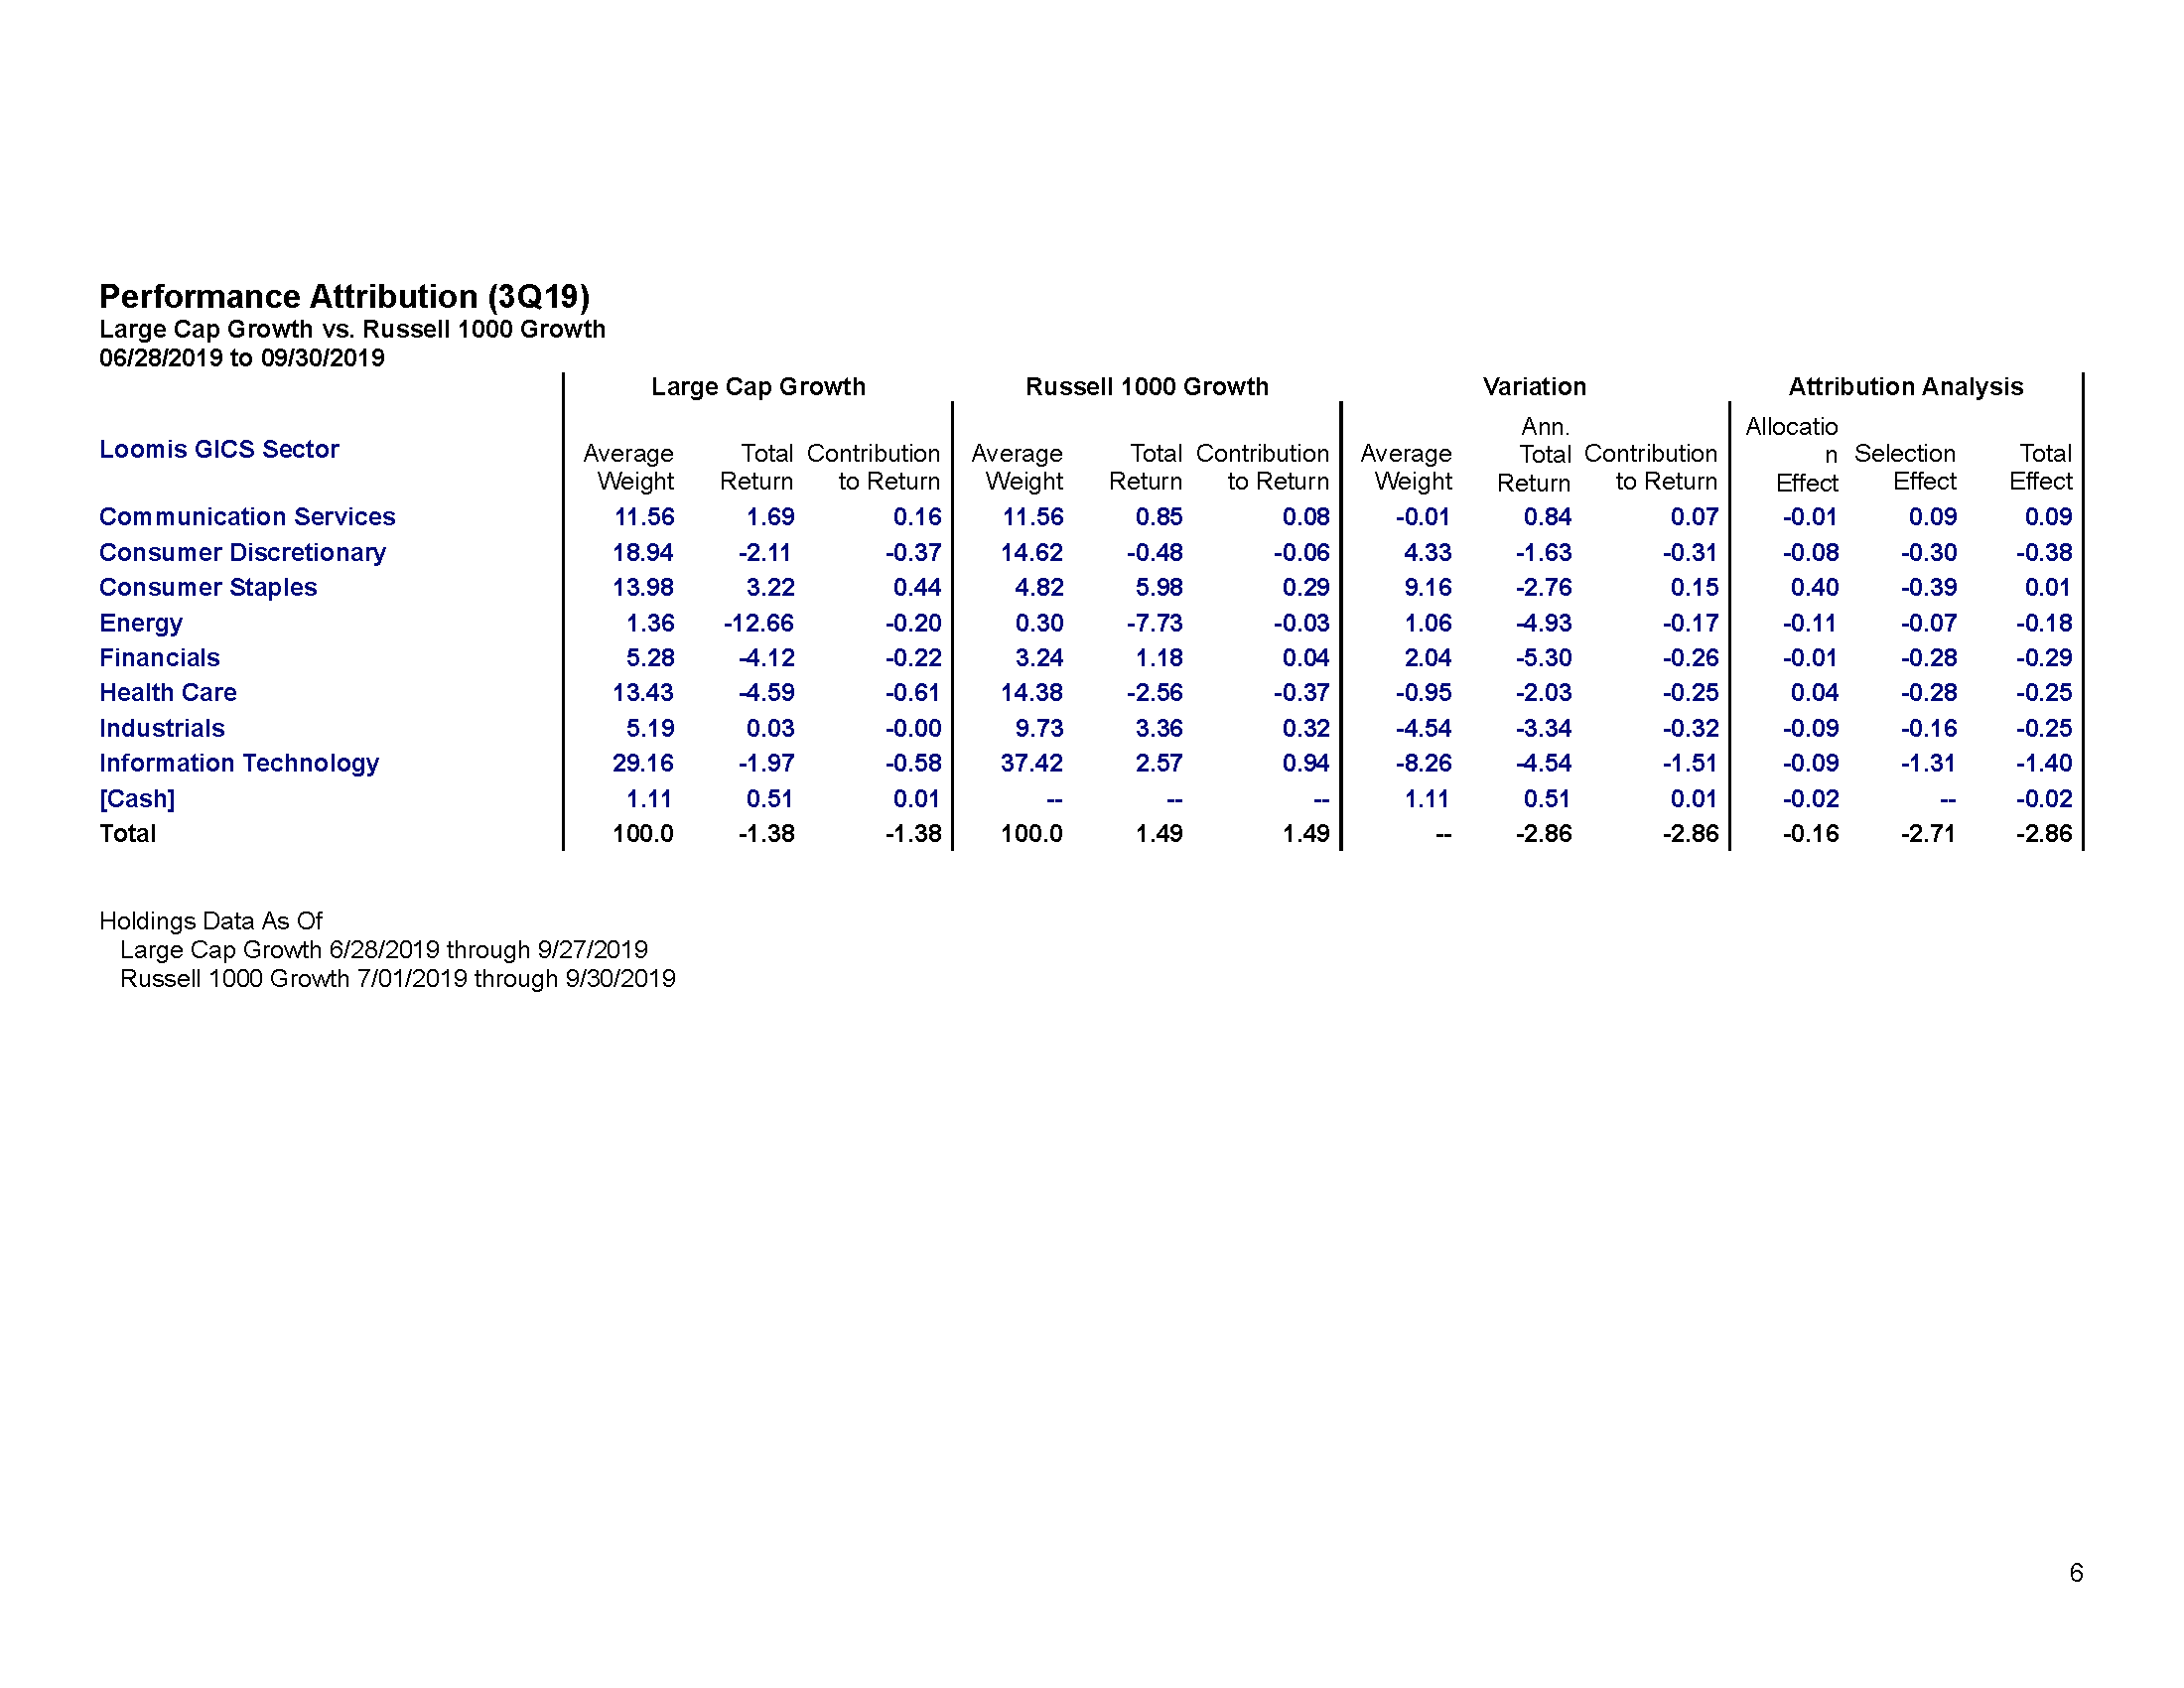 Performance Attribution (3Q19)
Large Cap Growth vs. Russell 1000 Growth
06/28/2019 to 09/30/2019
Large Cap Growth Russell 1000 Growth Variation Attribution Analysis
Loomis GICS Sector Average Weight Total Return Contribution to Return Average Weight Total Return Contribution to Return Average Weight Ann. Total Return Contribution to Return Allocatio n Effect Selection Effect Total Effect
Communication Services 11.56 1.69 0.16 11.56 0.85 0.08 -0.01 0.84 0.07 -0.01 0.09 0.09
Consumer Discretionary 18.94 -2.11 -0.37 14.62 -0.48 -0.06 4.33 -1.63 -0.31 -0.08 -0.30 -0.38
Consumer Staples 13.98 3.22 0.44 4.82 5.98 0.29 9.16 -2.76 0.15 0.40 -0.39 0.01
Energy 1.36 -12.66 -0.20 0.30 -7.73 -0.03 1.06 -4.93 -0.17 -0.11 -0.07 -0.18
Financials 5.28 -4.12 -0.22 3.24 1.18 0.04 2.04 -5.30 -0.26 -0.01 -0.28 -0.29
Health Care 13.43 -4.59 -0.61 14.38 -2.56 -0.37 -0.95 -2.03 -0.25 0.04 -0.28 -0.25
Industrials 5.19 0.03 -0.00 9.73 3.36 0.32 -4.54 -3.34 -0.32 -0.09 -0.16 -0.25
Information Technology 29.16 -1.97 -0.58 37.42 2.57 0.94 -8.26 -4.54 -1.51 -0.09 -1.31 -1.40
[Cash] 1.11 0.51 0.01 -- -- -- 1.11 0.51 0.01 -0.02 -- -0.02
Total 100.0 -1.38 -1.38 100.0 1.49 1.49 -- -2.86 -2.86 -0.16 -2.71 -2.86
Holdings Data As Of
Large Cap Growth 6/28/2019 through 9/27/2019
Russell 1000 Growth 7/01/2019 through 9/30/2019
6